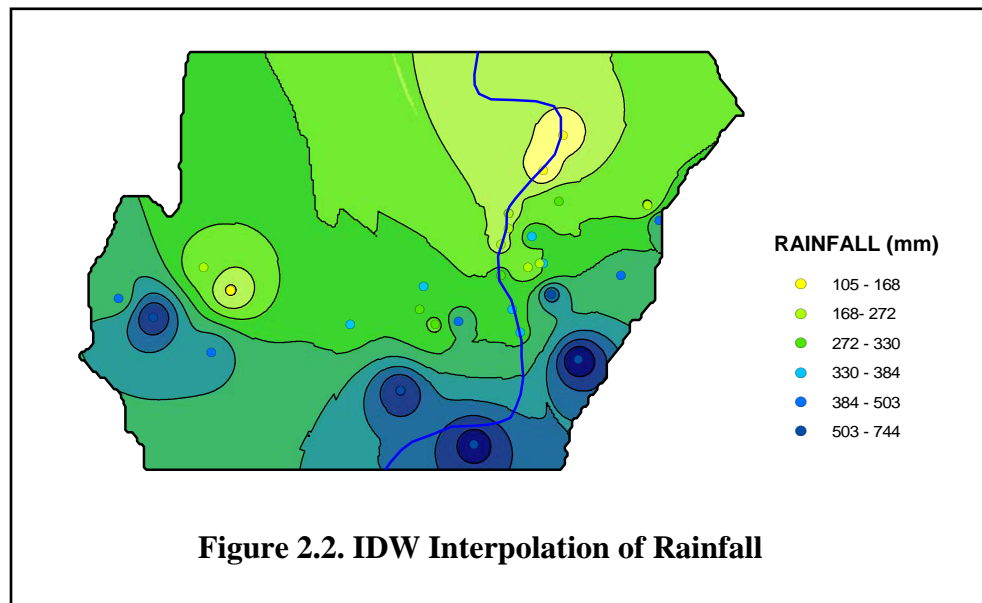 RAINFALL (mm)
105 - 168
168- 272
272 - 330
330 - 384
384 - 503
503 - 744
Figure 2.2. IDW Interpolation of Rainfall